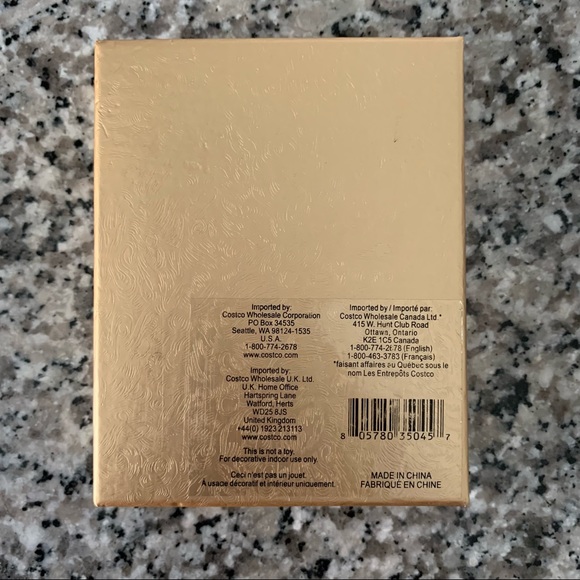 Imported by:
Costco Wholesale Corporation
PO Box 34535
Seattle, WA 98124-1535
U.S.A.
1-800-774-2678
www.costco.com
Imported by:
Costco Wholesale U.K. Ltd
U.K. Home Office
Hartspring Lane
Watford, Herts
WD25 8JS
United Kingdom
+44(0) 1923 213113
www.costco.com
This is not a toy.
For decorative indoor use only.
Ceci n'est pas un jouet.
À usage décoratif et intérieur uniquement.
Imported by / Importé par:
Costco Wholesale Canada Ltd *
415 W. Hunt Club Road
Ottawa, Ontario
K2E 1C5 Canada
1-800-774-2678 (English)
1-800-463-3783 (Français)
*faisant affaires au Québec sous le
nom Les Entrepôts Costco
8 05780 35045 7
MADE IN CHINA
FABRIQUÉ EN CHINE